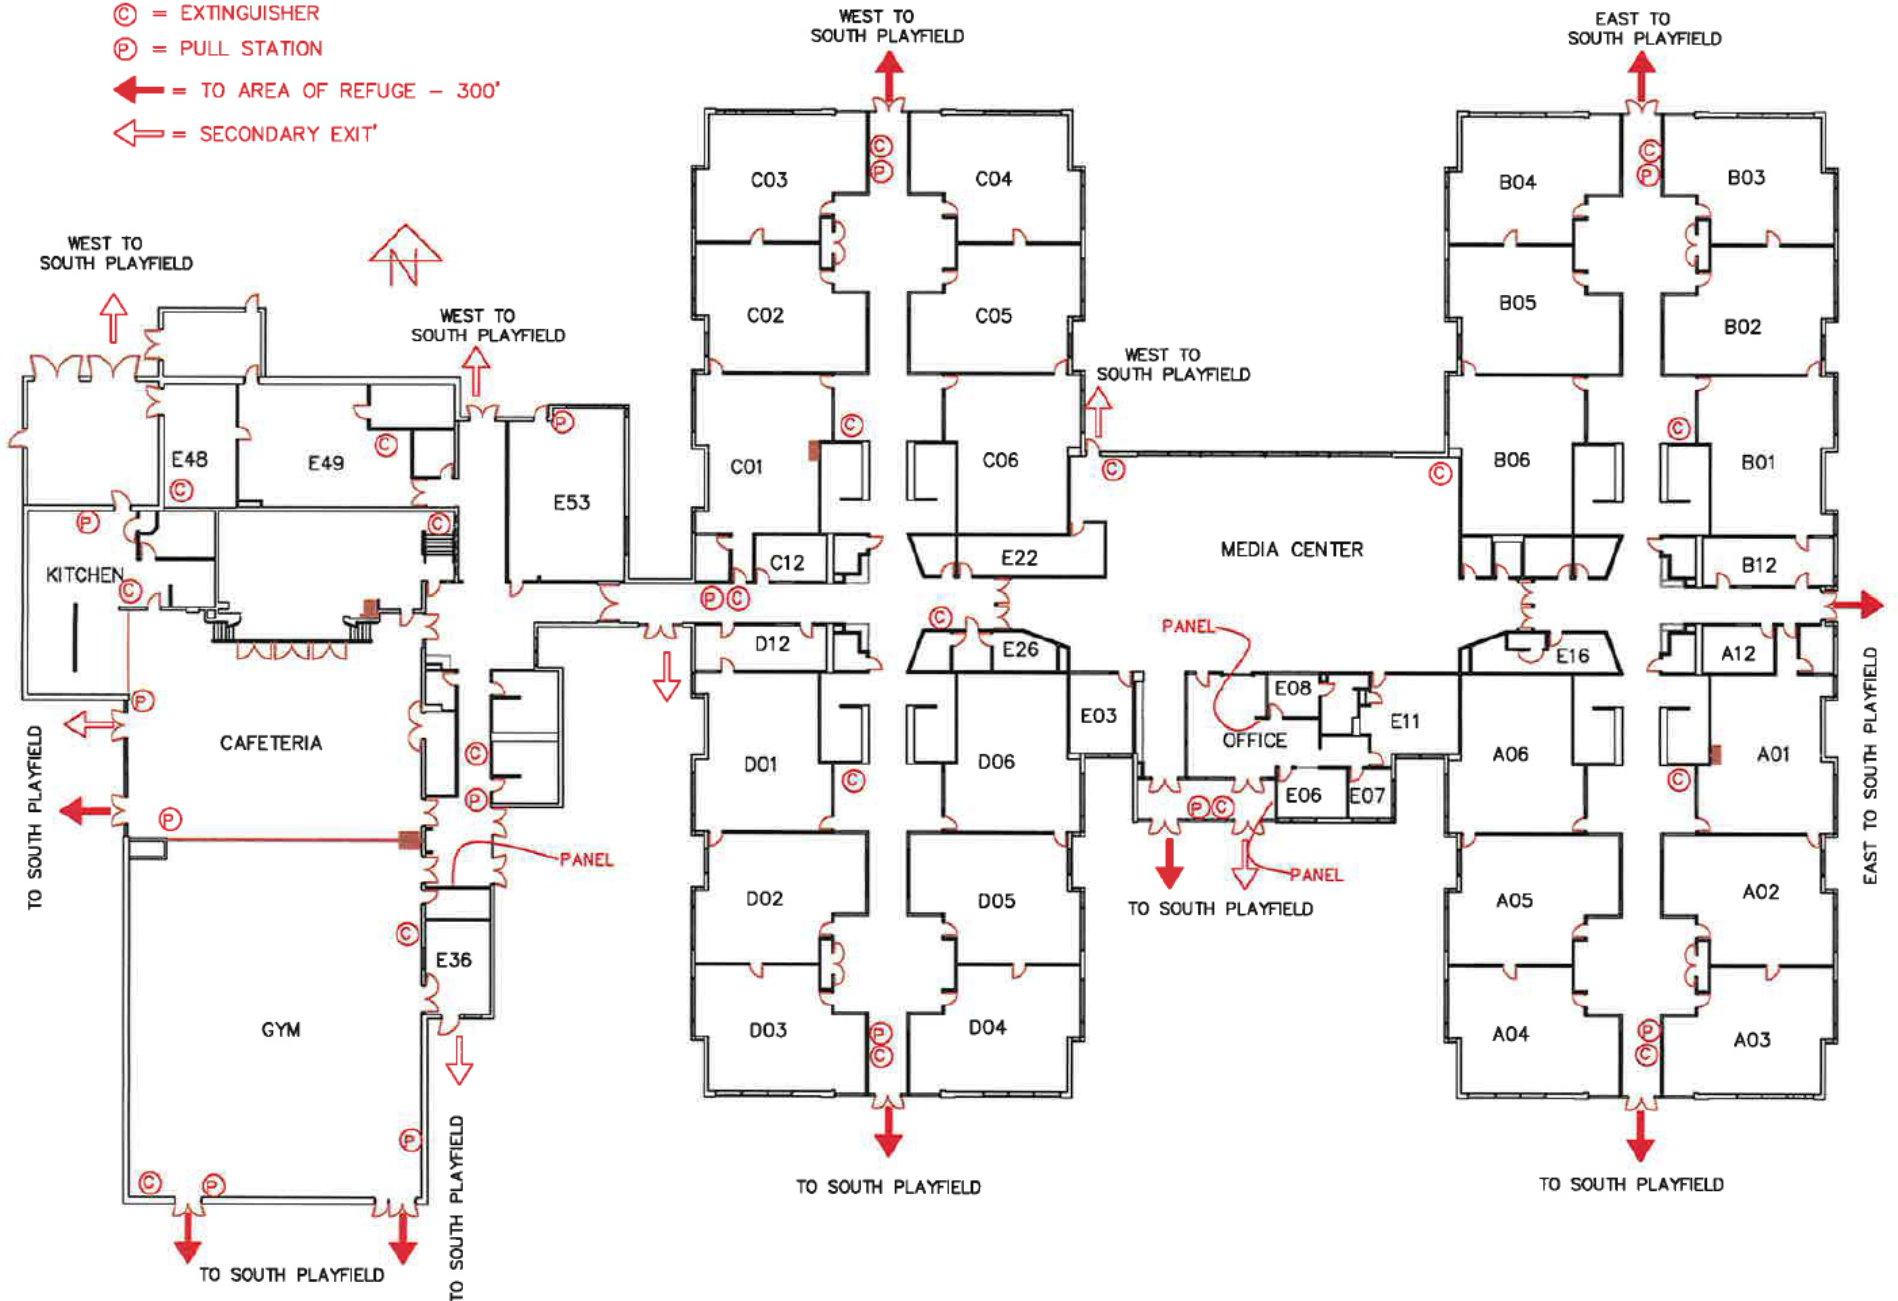 Ⓒ = EXTINGUISHER
Ⓟ = PULL STATION
= TO AREA OF REFUGE - 300'
= SECONDARY EXIT'
WEST TO
SOUTH PLAYFIELD
EAST TO
SOUTH PLAYFIELD
C
P
C
P
C03
C04
B04
B03
N
WEST TO
SOUTH PLAYFIELD
WEST TO
SOUTH PLAYFIELD
C02
C05
B05
B02
WEST TO
SOUTH PLAYFIELD
P
C
C
C
E48
E49
C
E53
C01
C06
C
C
B06
B01
P
C
MEDIA CENTER
KITCHEN
C
C12
E22
B12
P
C
C
PANEL
D12
E26
E16
A12
P
E08
E03
E11
OFFICE
CAFETERIA
C
D01
C
D06
A06
C
A01
P
P
P
C
E06
E07
TO SOUTH PLAYFIELD
EAST TO SOUTH PLAYFIELD
PANEL
PANEL
TO SOUTH PLAYFIELD
D02
D05
A05
A02
C
E36
GYM
D03
P
C
D04
A04
P
C
A03
P
C
P
TO SOUTH PLAYFIELD
TO SOUTH PLAYFIELD
TO SOUTH PLAYFIELD
TO SOUTH PLAYFIELD